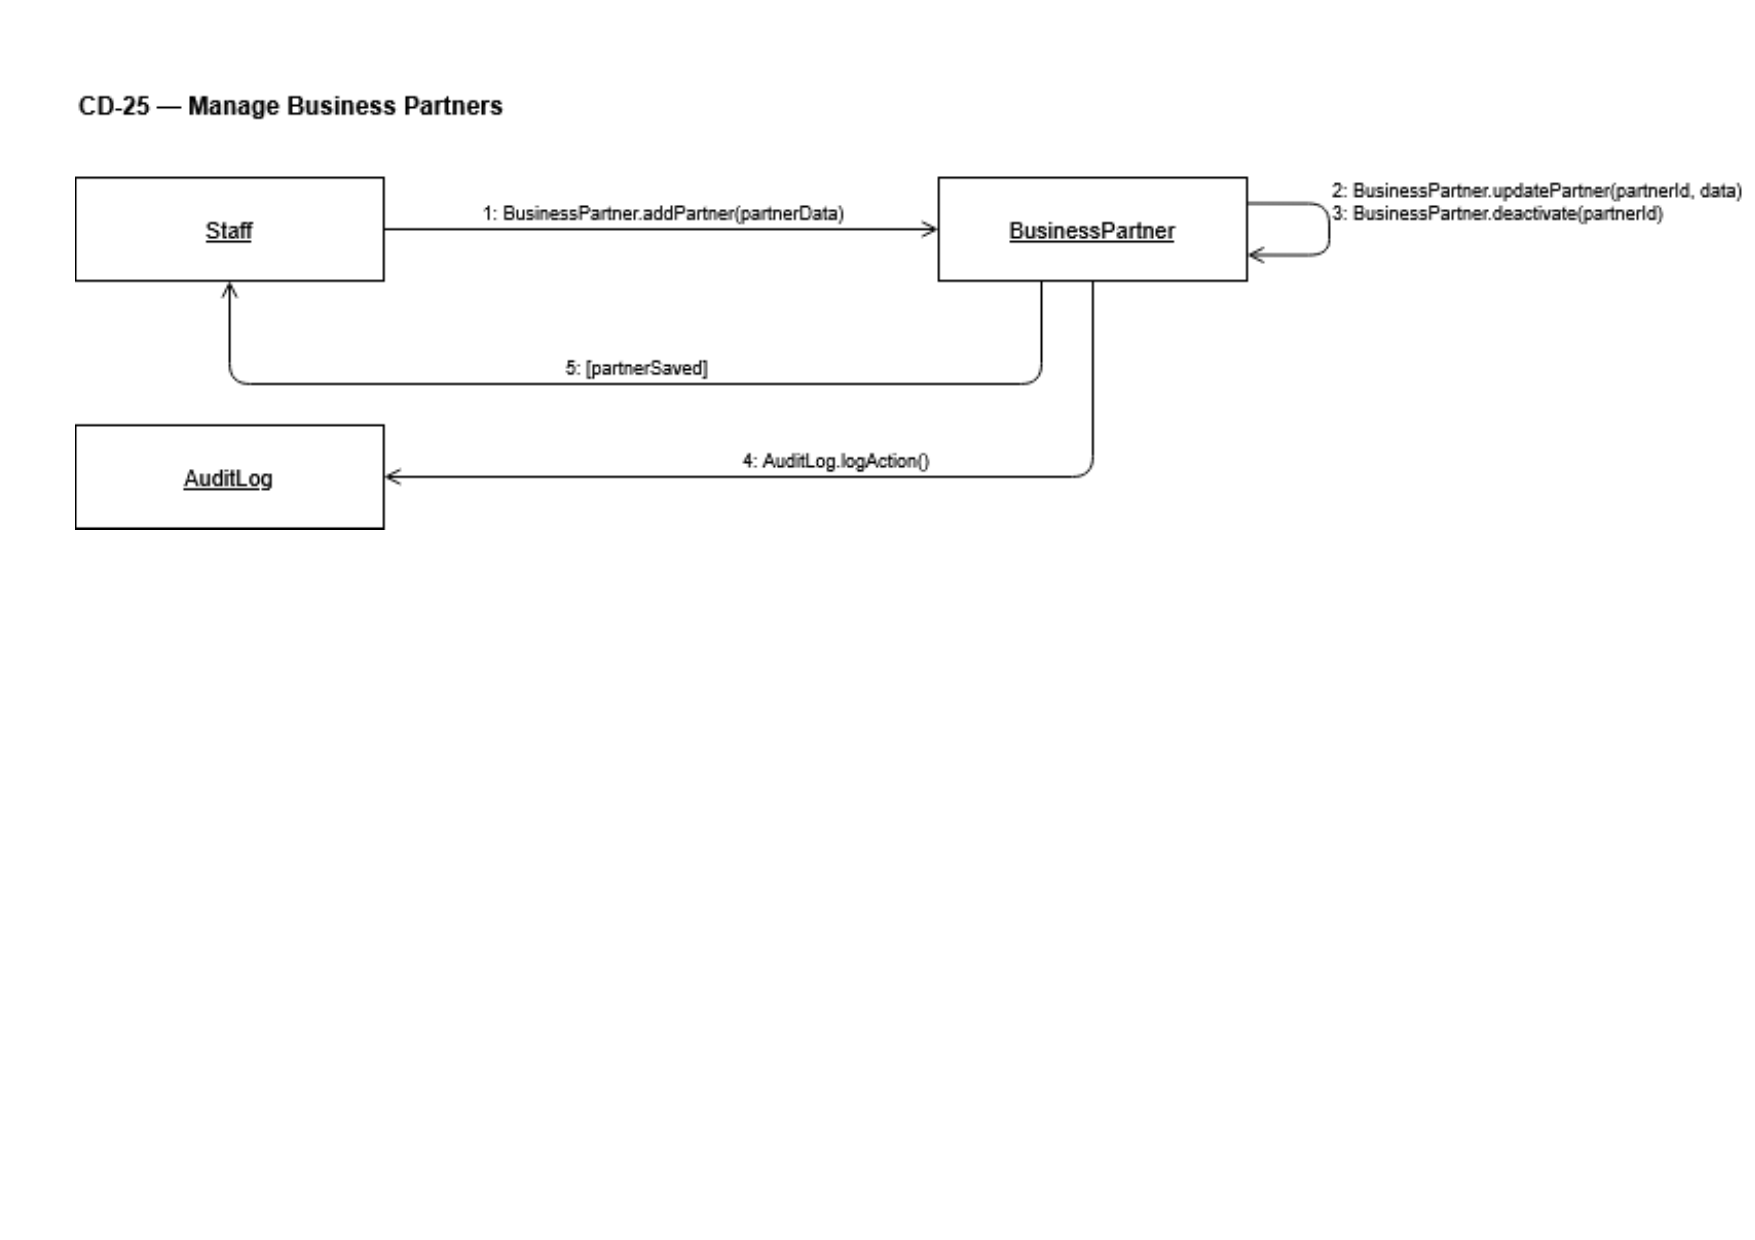 CD-25 — Manage Business Partners
Staff
1: BusinessPartner.addPartner(partnerData)
BusinessPartner
2: BusinessPartner.updatePartner(partnerId, data)
3: BusinessPartner.deactivate(partnerId)
5: [partnerSaved]
4: AuditLog.logAction()
AuditLog